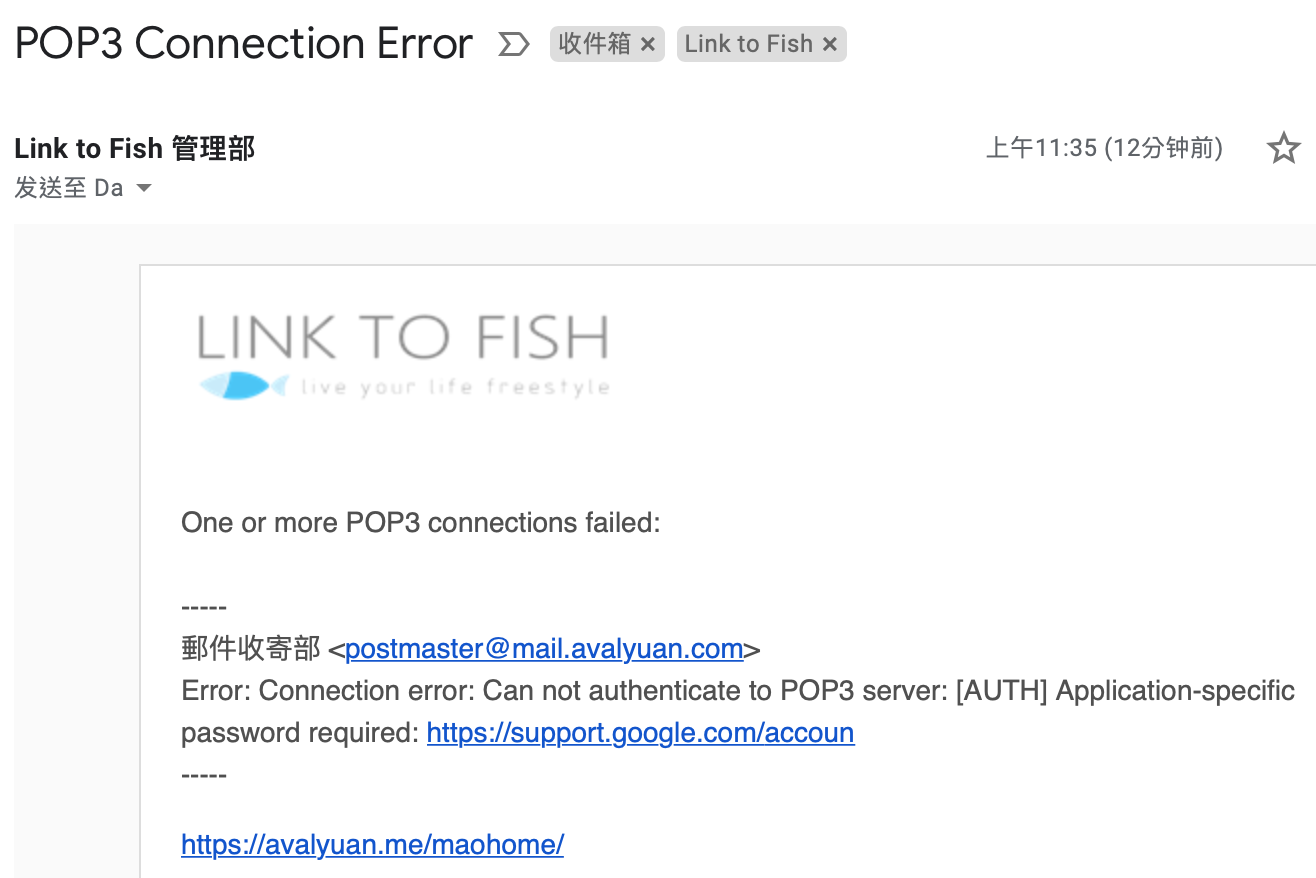 POP3 Connection Error 收件箱 × Link to Fish ×
Link to Fish 管理部 上午11:35 (12分钟前)
发送至 Da
LINK TO FISH
live your life freestyle
One or more POP3 connections failed:
-----
郵件收寄部 <postmaster@mail.avalyuan.com>
Error: Connection error: Can not authenticate to POP3 server: [AUTH] Application-specific
password required: https://support.google.com/accoun
-----
https://avalyuan.me/maohome/